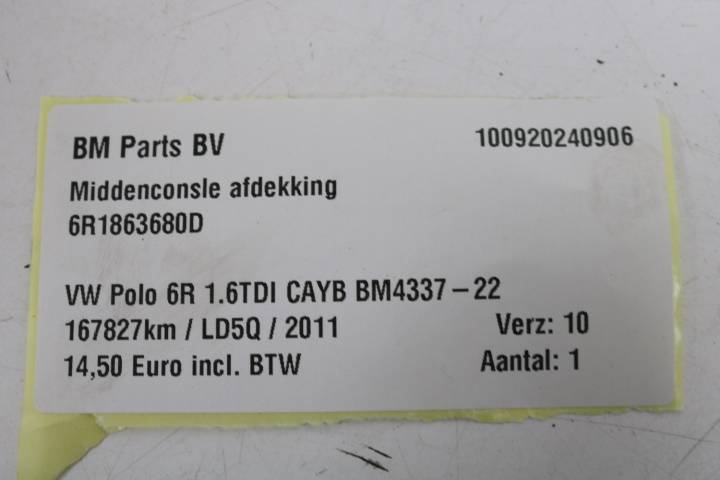 BM Parts BV 100920240906
Middenconsle afdekking
6R1863680D
VW Polo 6R 1.6TDI CAYB BM4337-22
167827km / LD5Q / 2011 Verz: 10
14,50 Euro incl. BTW Aantal: 1